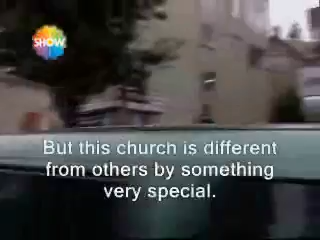 SHOW
But this church is different
from others by something
very special.